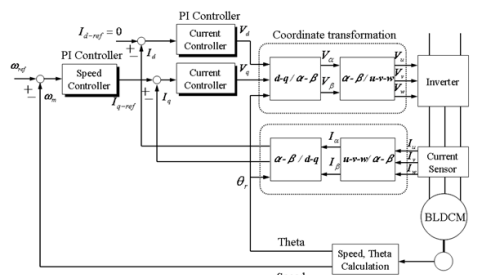 PI Controller
I_d-ref = 0
Current Controller
V_d
+
−
I_d
Coordinate transformation
PI Controller
ω_ref
Speed Controller
+
−
ω_m
I_q-ref
Current Controller
V_q
+
−
I_q
d-q / α-β
V_α
V_β
α-β / u-v-w
V_u
V_v
V_w
Inverter
α-β / d-q
I_α
I_β
u-v-w / α-β
I_u
I_v
I_w
Current Sensor
θ_r
BLDCM
Theta
Speed, Theta Calculation